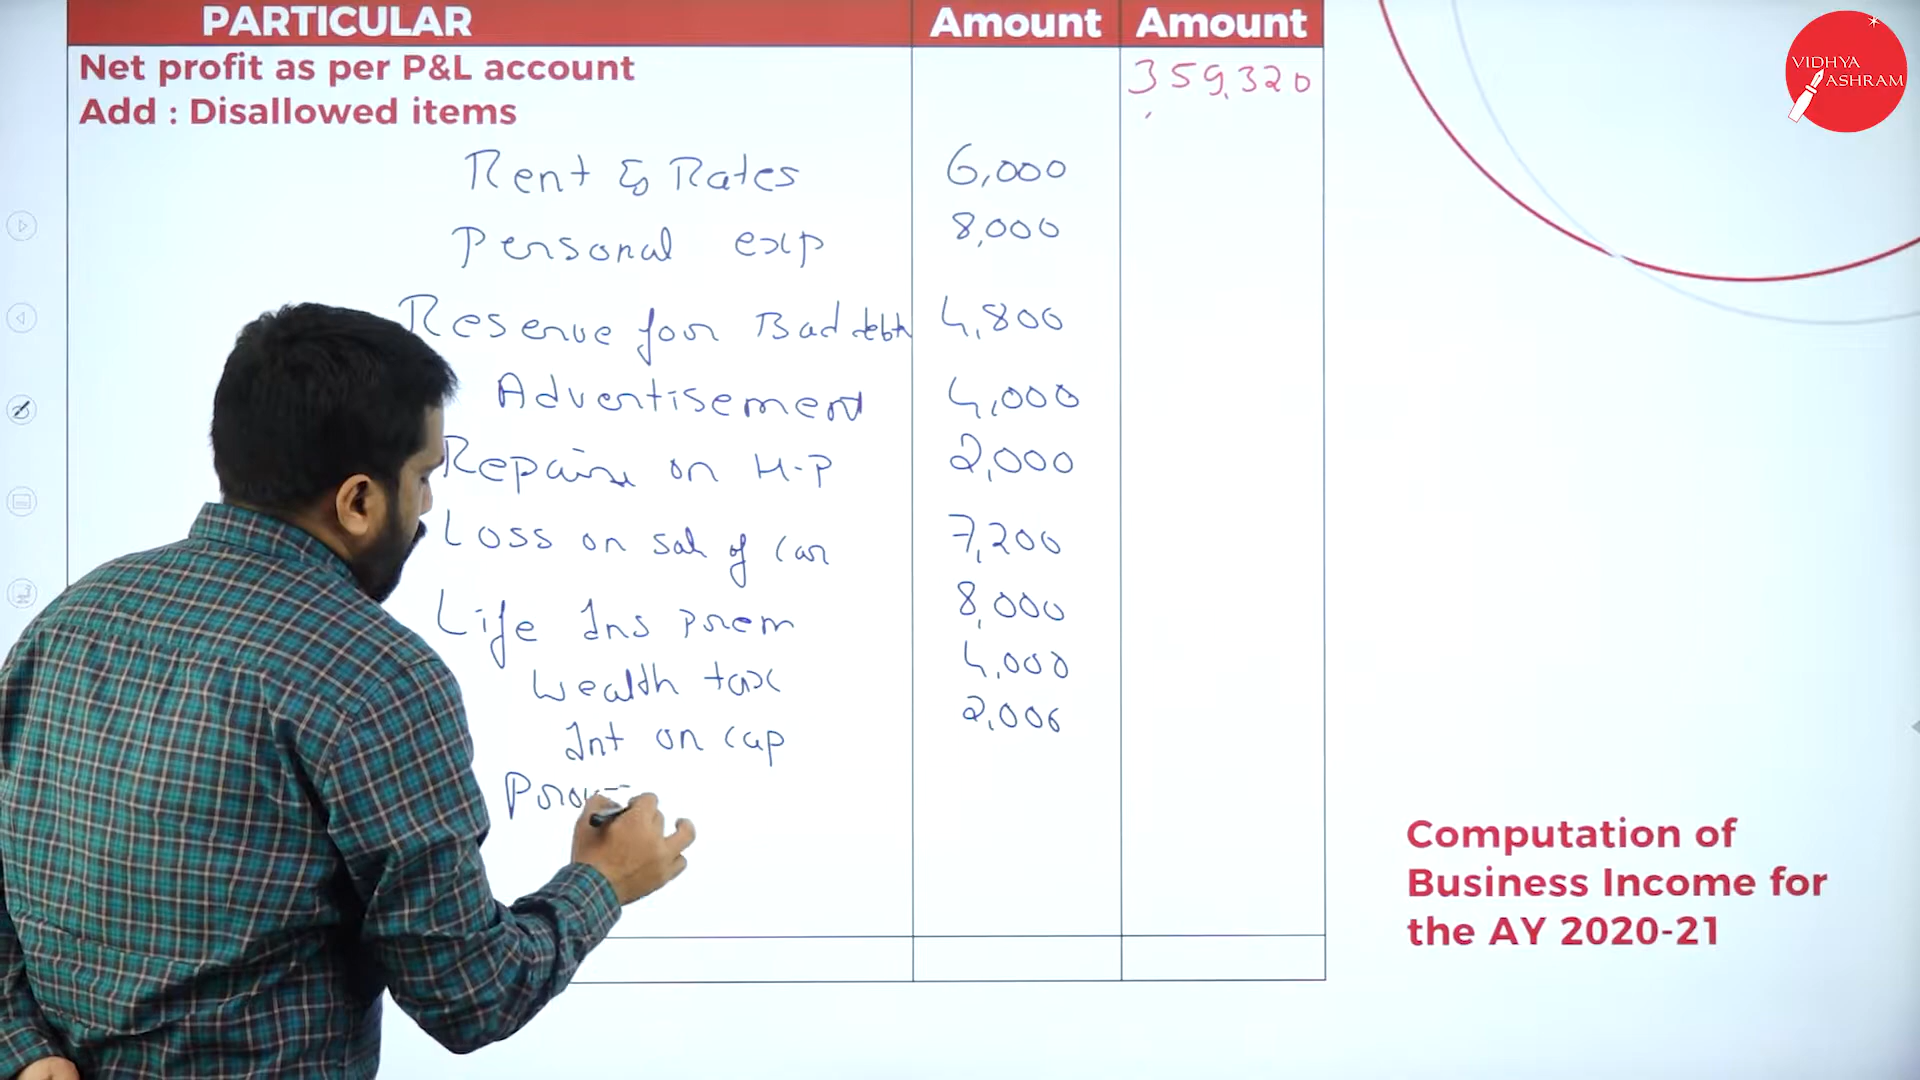 PARTICULAR Amount Amount
Net profit as per P&L account 359,320
Add : Disallowed items
Rent & Rates 6,000
Personal exp 8,000
Reserve for Bad debts 4,800
Advertisement 4,000
Repairs on H-P 2,000
Loss on sale of car 7,200
Life Ins prem 8,000
Wealth tax 4,000
Int on cap 2,000
VIDHYA
ASHRAM
Computation of
Business Income for
the AY 2020-21